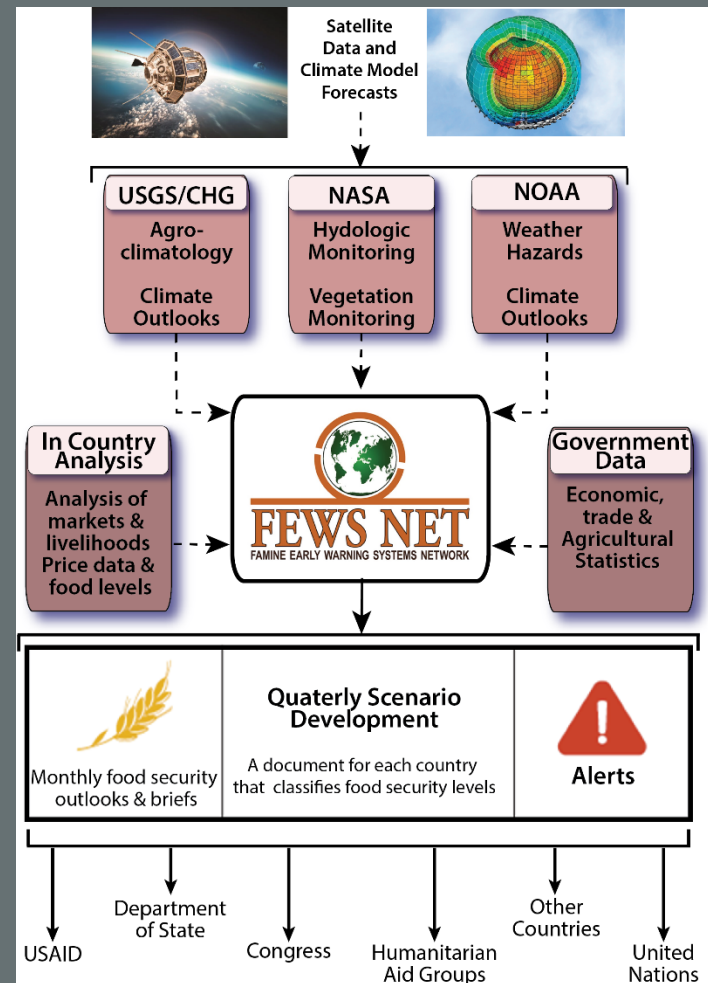 Satellite
Data and
Climate Model
Forecasts
USGS/CHG
Agro-
climatology
Climate
Outlooks
NASA
Hydologic
Monitoring
Vegetation
Monitoring
NOAA
Weather
Hazards
Climate
Outlooks
In Country
Analysis
Analysis of
markets &
livelihoods
Price data &
food levels
FEWS NET
FAMINE EARLY WARNING SYSTEMS NETWORK
Government
Data
Economic,
trade &
Agricultural
Statistics
Monthly food security
outlooks & briefs
Quaterly Scenario
Development
A document for each country
that classifies food security levels
!
Alerts
USAID
Department
of State
Congress
Humanitarian
Aid Groups
Other
Countries
United
Nations